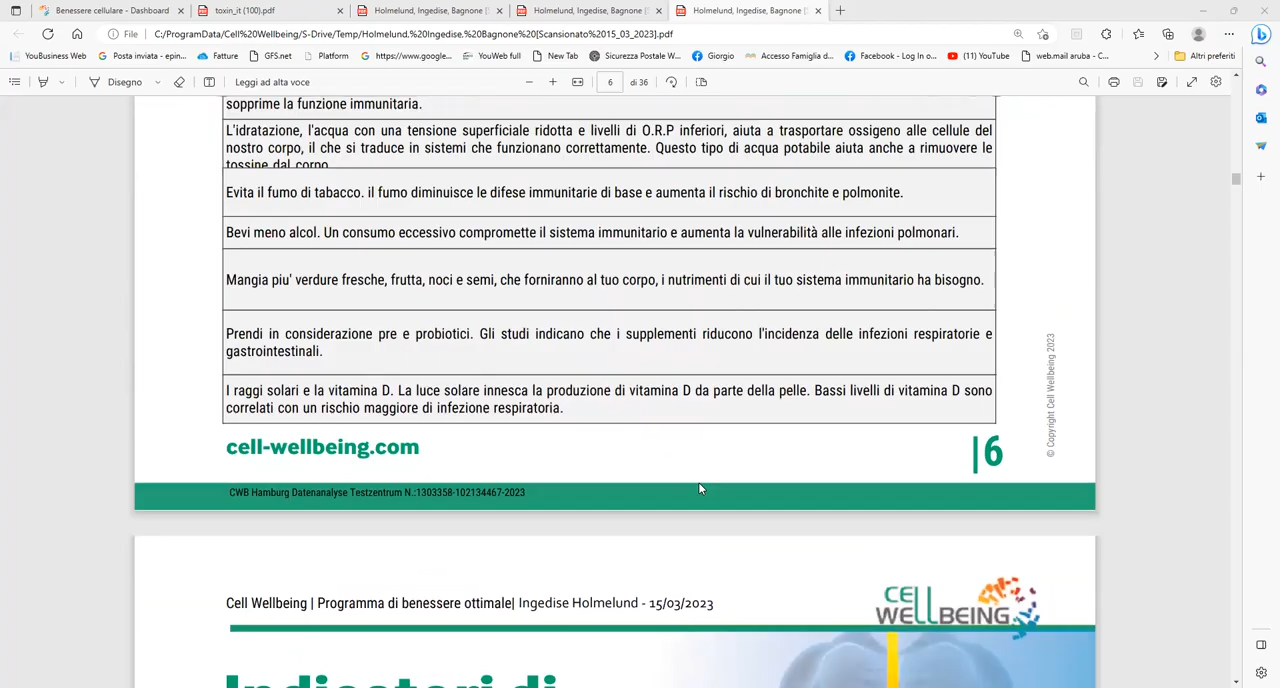 Benessere cellulare - Dashboard
toxin_it (100).pdf
Holmelund, Ingedise, Bagnone [
Holmelund, Ingedise, Bagnone [
Holmelund, Ingedise, Bagnone [
File
C:/ProgramData/Cell%20Wellbeing/S-Drive/Temp/Holmelund,%20Ingedise,%20Bagnone%20[Scansionato%2015_03_2023].pdf
YouBusiness Web
Posta inviata - epin...
Fatture
GFS.net
Platform
https://www.google...
YouWeb full
New Tab
Sicurezza Postale W...
Giorgio
Accesso Famiglia d...
Facebook - Log In o...
(11) YouTube
web.mail aruba - C...
Altri preferiti
Disegno
Leggi ad alta voce
6
di 36
sopprime la funzione immunitaria.
L'idratazione, l'acqua con una tensione superficiale ridotta e livelli di O.R.P inferiori, aiuta a trasportare ossigeno alle cellule del
nostro corpo, il che si traduce in sistemi che funzionano correttamente. Questo tipo di acqua potabile aiuta anche a rimuovere le
tossine dal corpo.
Evita il fumo di tabacco. il fumo diminuisce le difese immunitarie di base e aumenta il rischio di bronchite e polmonite.
Bevi meno alcol. Un consumo eccessivo compromette il sistema immunitario e aumenta la vulnerabilità alle infezioni polmonari.
Mangia piu' verdure fresche, frutta, noci e semi, che forniranno al tuo corpo, i nutrimenti di cui il tuo sistema immunitario ha bisogno.
Prendi in considerazione pre e probiotici. Gli studi indicano che i supplementi riducono l'incidenza delle infezioni respiratorie e
gastrointestinali.
I raggi solari e la vitamina D. La luce solare innesca la produzione di vitamina D da parte della pelle. Bassi livelli di vitamina D sono
correlati con un rischio maggiore di infezione respiratoria.
© Copyright Cell Wellbeing 2023
cell-wellbeing.com
|6
CWB Hamburg Datenanalyse Testzentrum N.:1303358-102134467-2023
Cell Wellbeing | Programma di benessere ottimale| Ingedise Holmelund - 15/03/2023
CELL
WELLBEING
Indicatori di